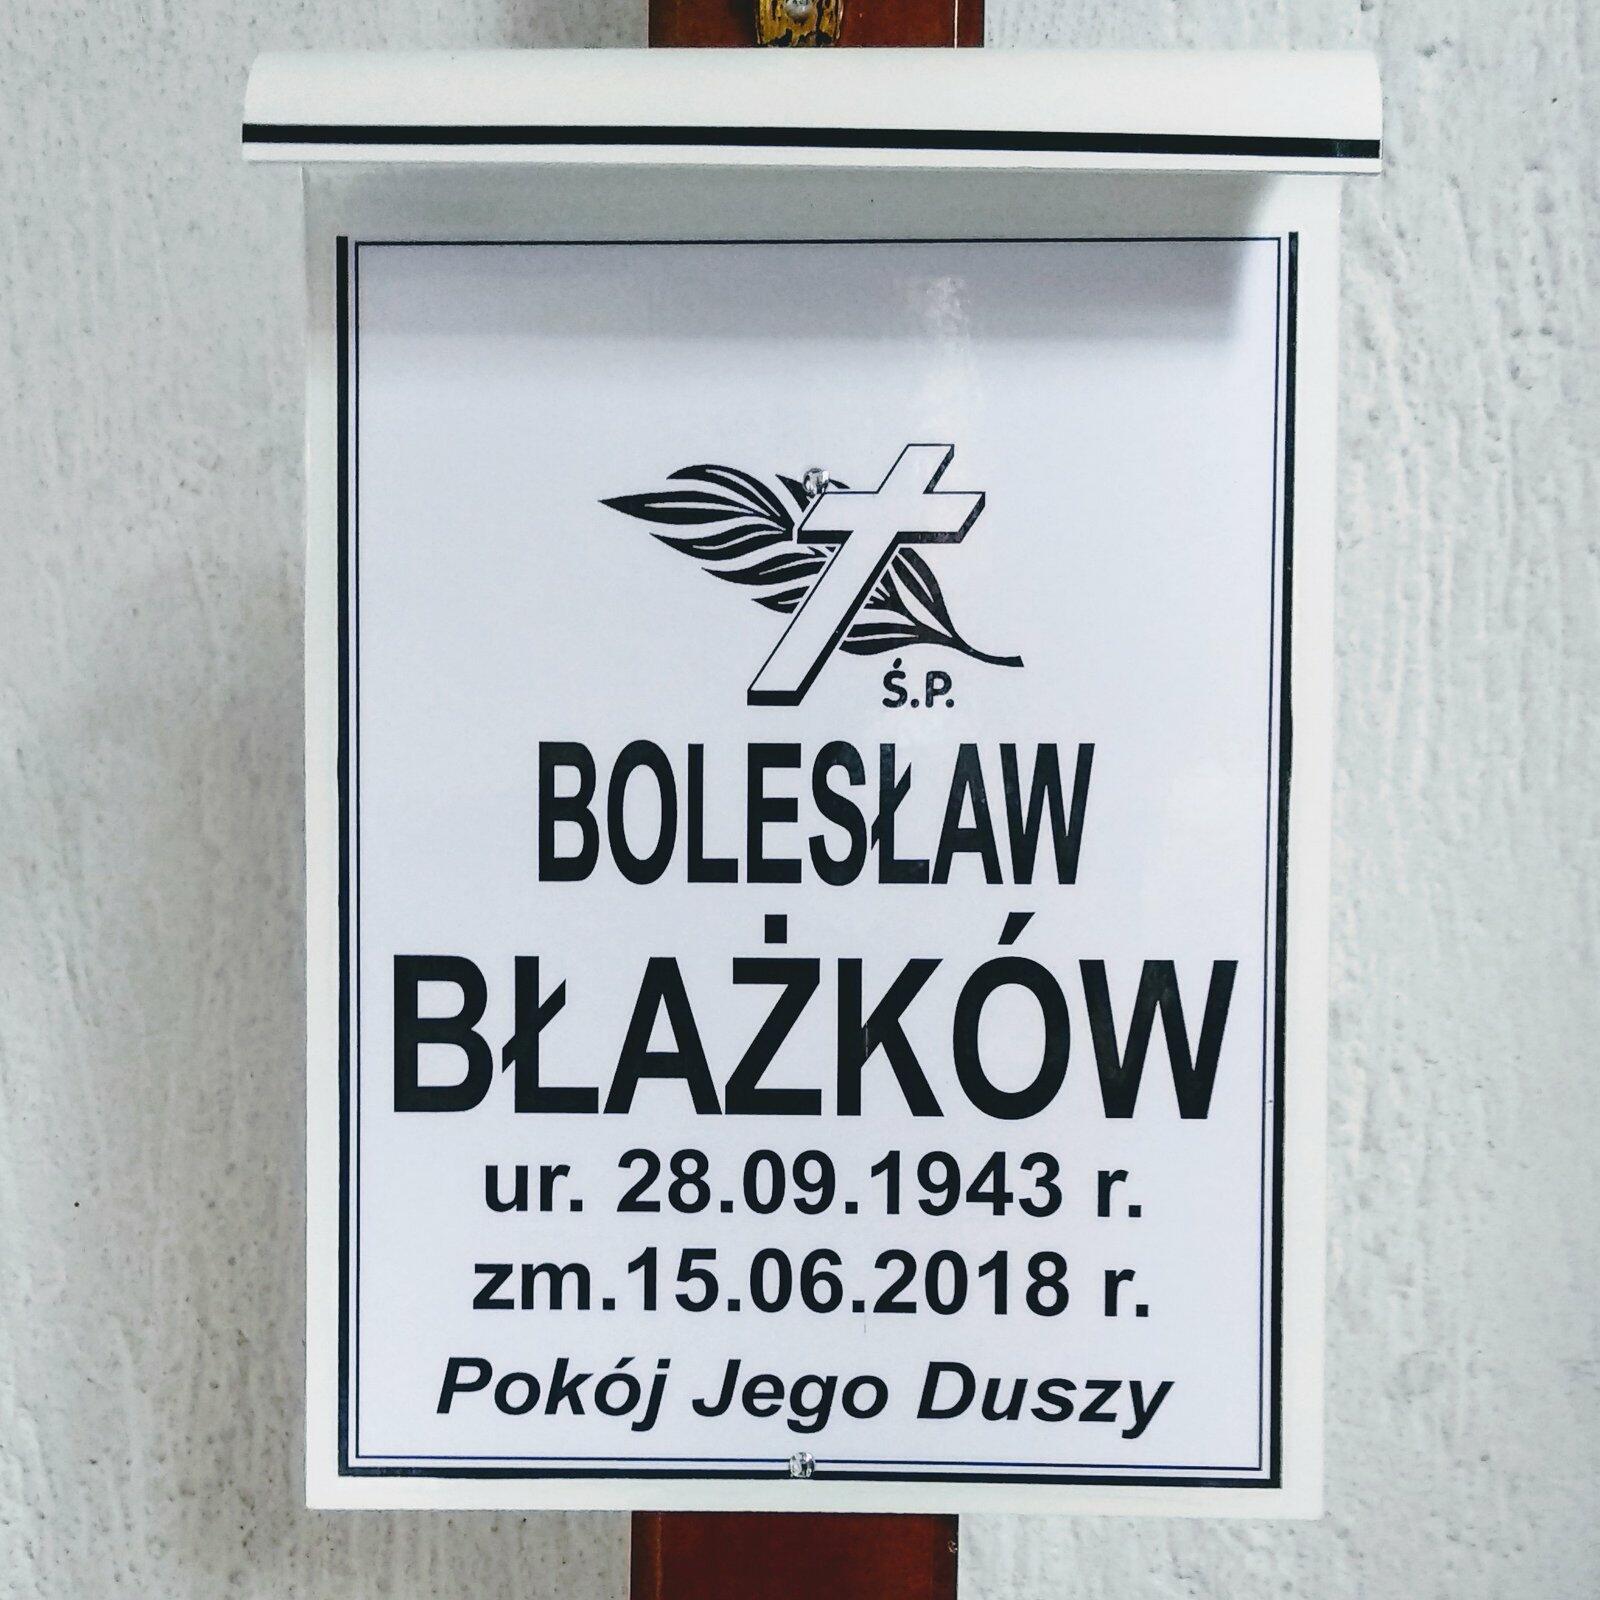 Ś.P.
BOLESŁAW
BŁAŻKÓW
ur. 28.09.1943 r.
zm.15.06.2018 r.
Pokój Jego Duszy